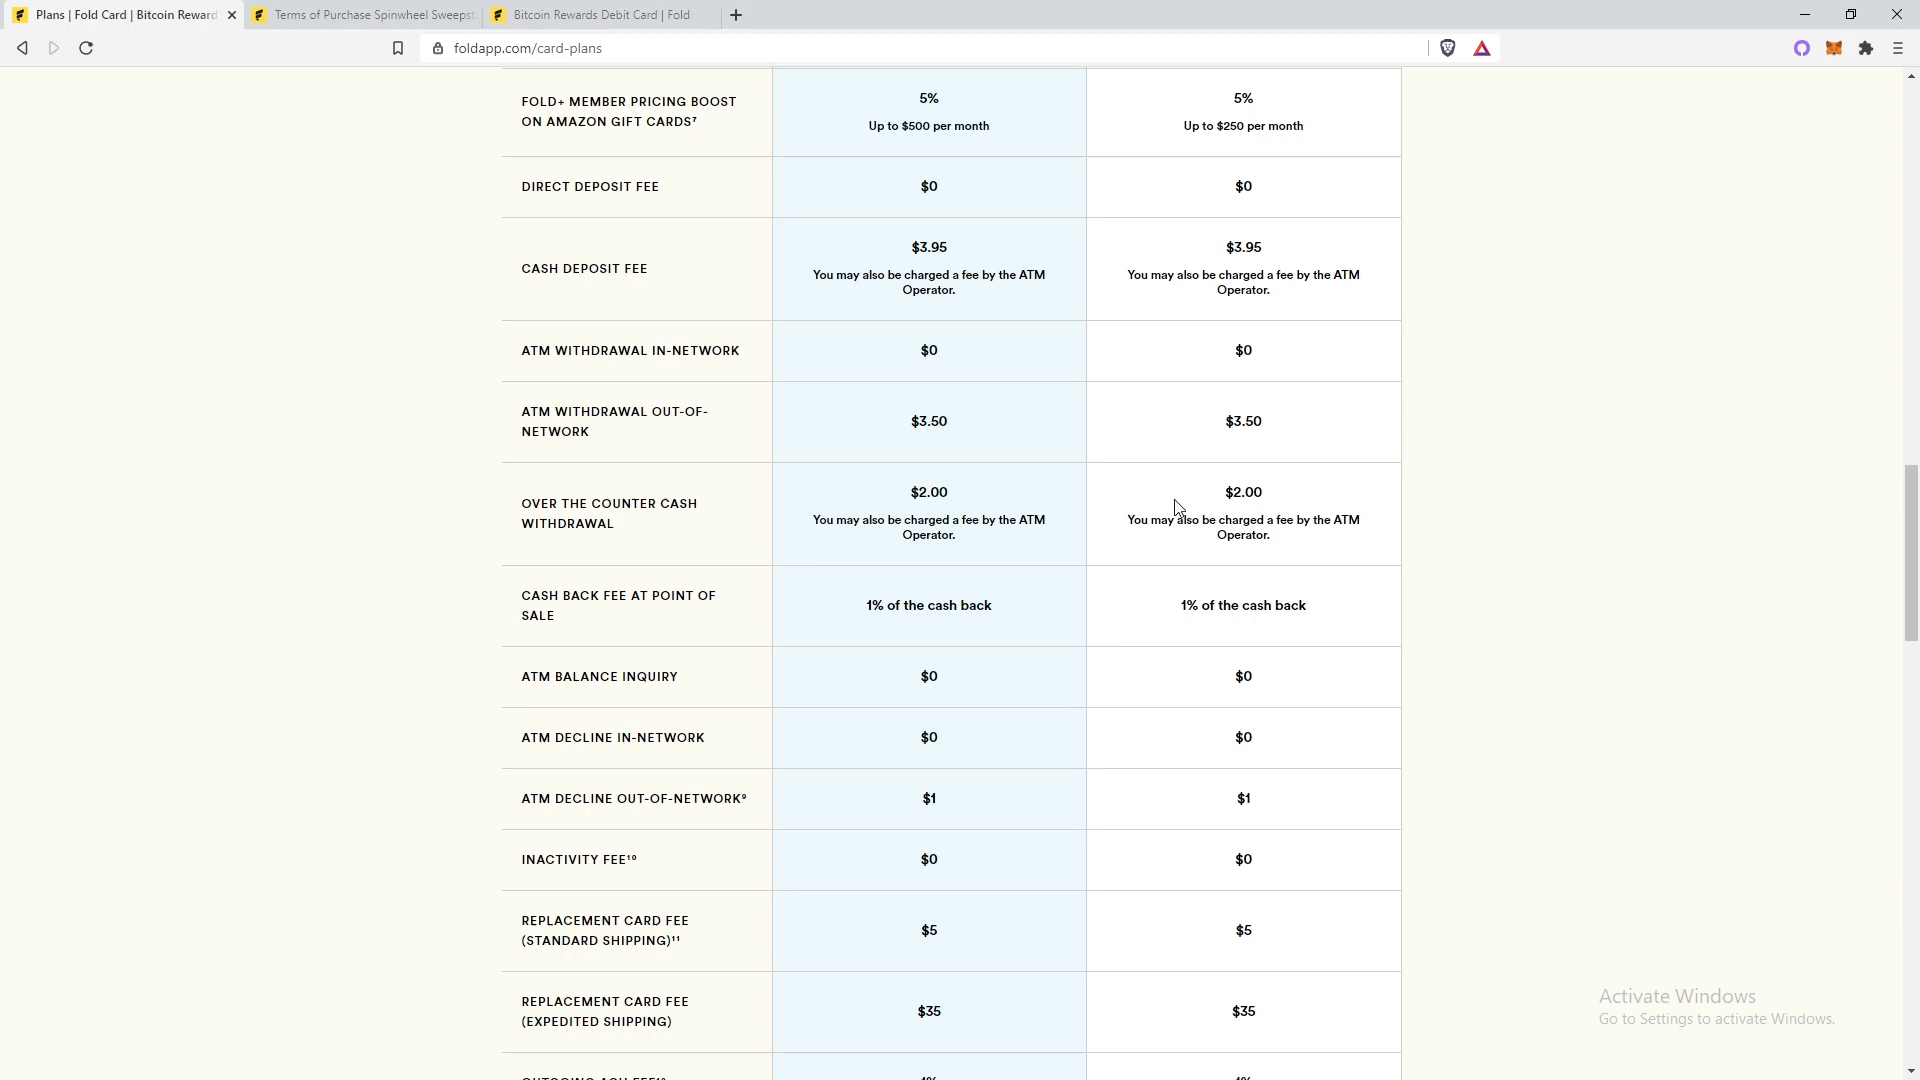 Plans | Fold Card | Bitcoin Reward
Terms of Purchase Spinwheel Sweepst
Bitcoin Rewards Debit Card | Fold
foldapp.com/card-plans
FOLD+ MEMBER PRICING BOOST
ON AMAZON GIFT CARDS⁷
5%
Up to $500 per month
5%
Up to $250 per month
DIRECT DEPOSIT FEE
$0
$0
CASH DEPOSIT FEE
$3.95
You may also be charged a fee by the ATM
Operator.
$3.95
You may also be charged a fee by the ATM
Operator.
ATM WITHDRAWAL IN-NETWORK
$0
$0
ATM WITHDRAWAL OUT-OF-
NETWORK
$3.50
$3.50
OVER THE COUNTER CASH
WITHDRAWAL
$2.00
You may also be charged a fee by the ATM
Operator.
$2.00
You may also be charged a fee by the ATM
Operator.
CASH BACK FEE AT POINT OF
SALE
1% of the cash back
1% of the cash back
ATM BALANCE INQUIRY
$0
$0
ATM DECLINE IN-NETWORK
$0
$0
ATM DECLINE OUT-OF-NETWORK⁹
$1
$1
INACTIVITY FEE¹⁰
$0
$0
REPLACEMENT CARD FEE
(STANDARD SHIPPING)¹¹
$5
$5
REPLACEMENT CARD FEE
(EXPEDITED SHIPPING)
$35
$35
Activate Windows
Go to Settings to activate Windows.